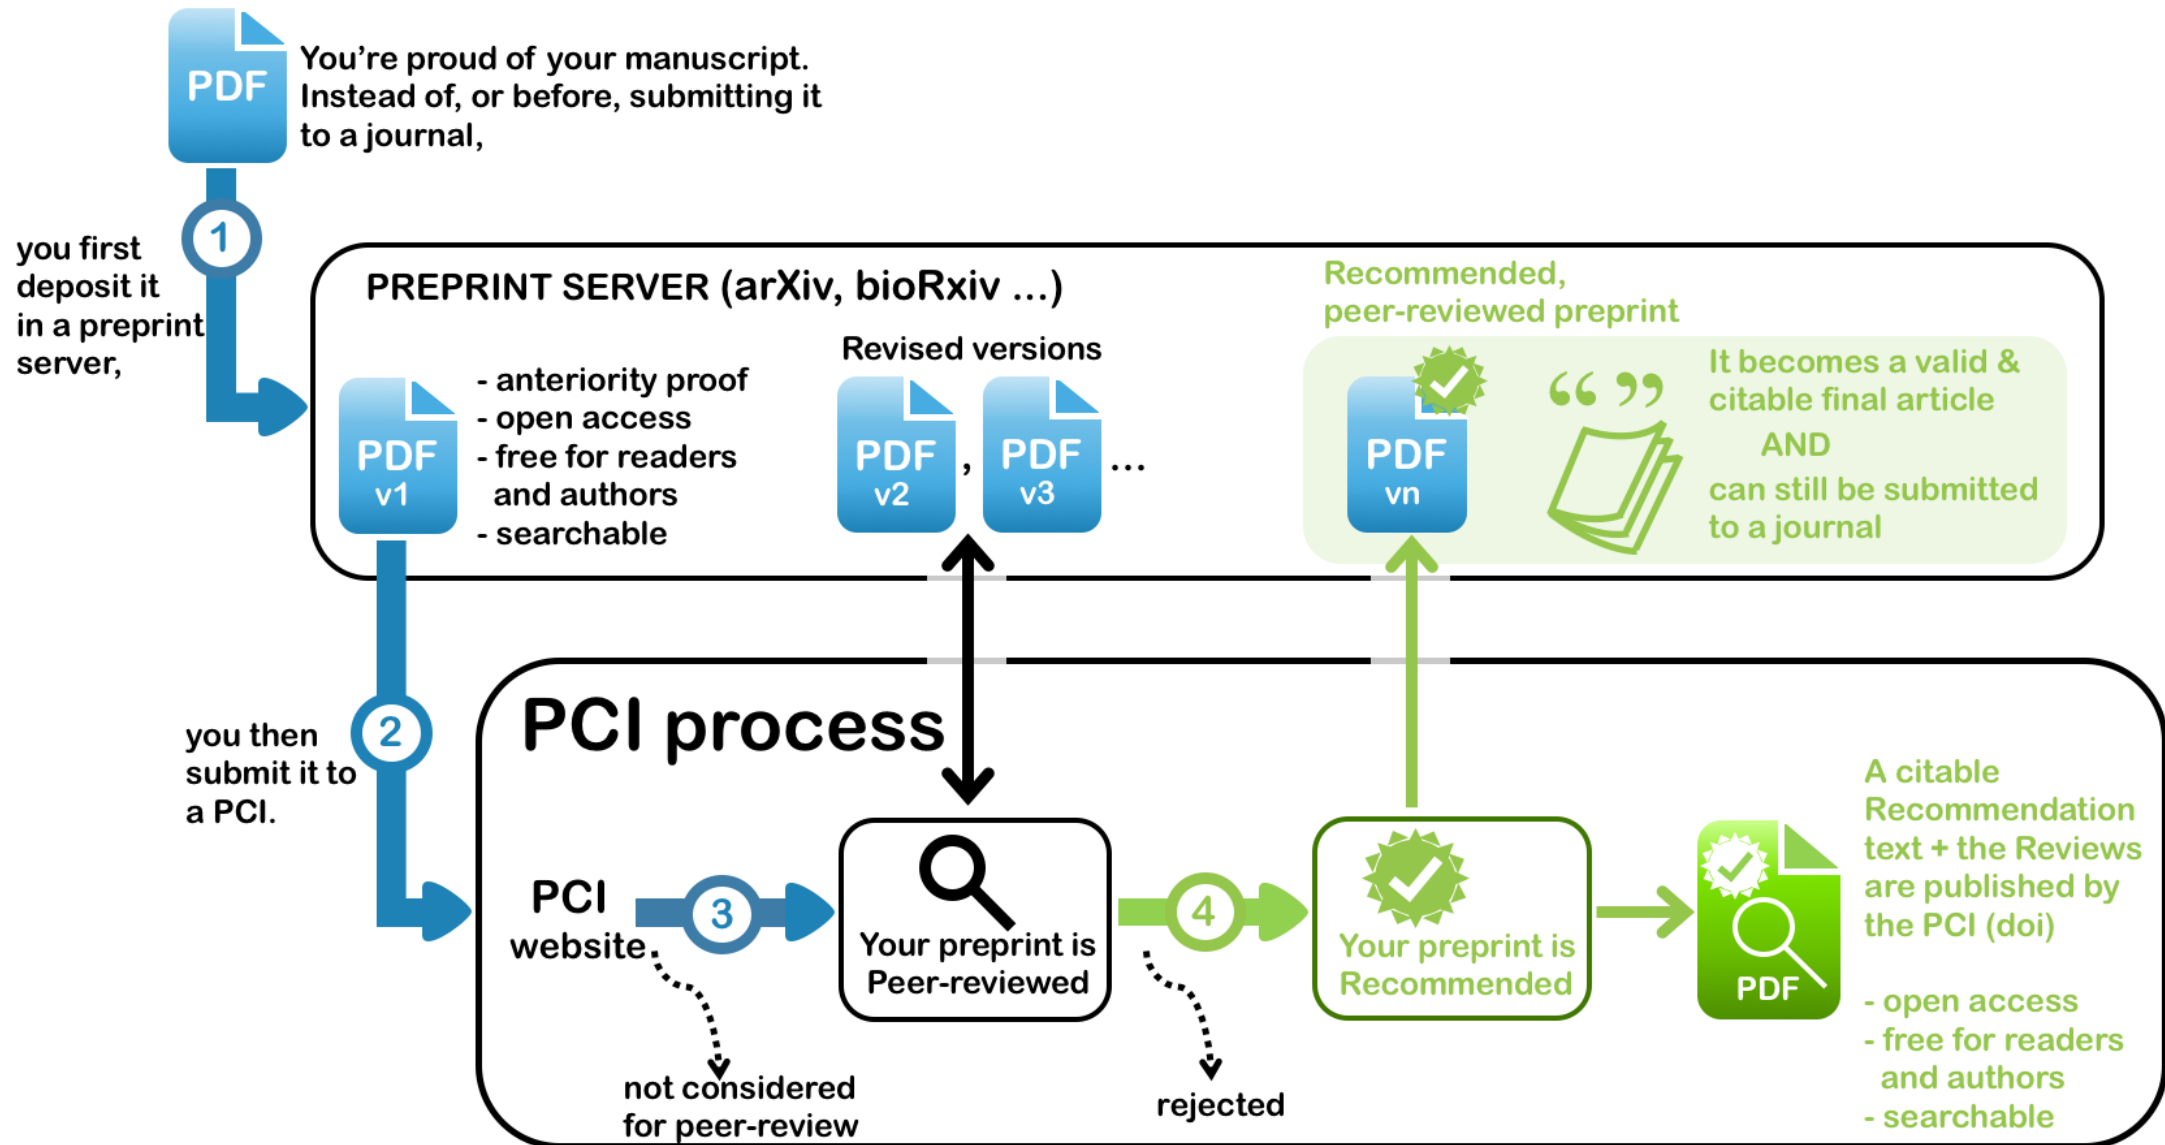 PDF
You're proud of your manuscript.
Instead of, or before, submitting it
to a journal,
1
you first
deposit it
in a preprint
server,
PREPRINT SERVER (arXiv, bioRxiv ...)
PDF
v1
- anteriority proof
- open access
- free for readers
and authors
- searchable
Revised versions
PDF
v2
,
PDF
v3
...
Recommended,
peer-reviewed preprint
PDF
vn
“ ”
It becomes a valid &
citable final article
AND
can still be submitted
to a journal
2
you then
submit it to
a PCI.
PCI process
PCI
website
3
not considered
for peer-review
Your preprint is
Peer-reviewed
4
rejected
Your preprint is
Recommended
PDF
A citable
Recommendation
text + the Reviews
are published by
the PCI (doi)
- open access
- free for readers
and authors
- searchable